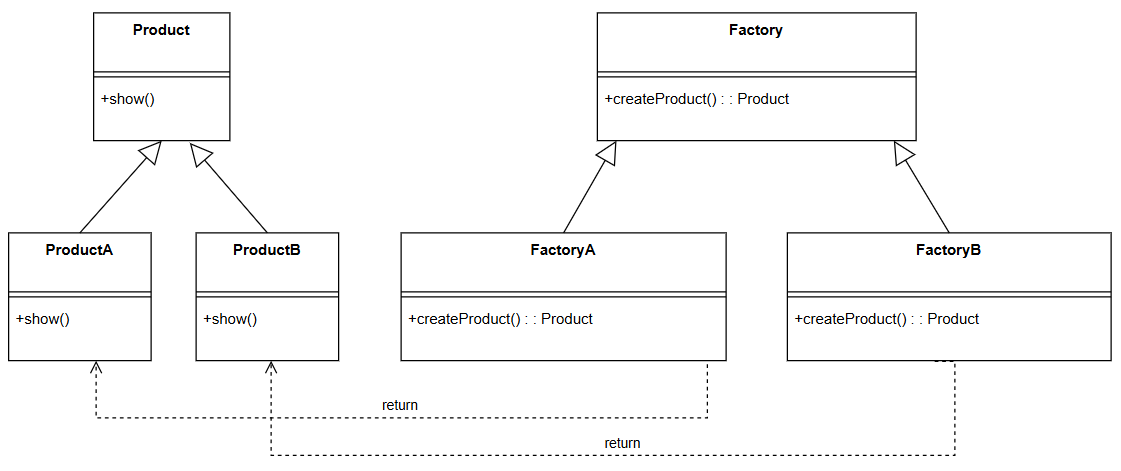 Product
+show()
Factory
+createProduct() : : Product
ProductA
+show()
ProductB
+show()
FactoryA
+createProduct() : : Product
FactoryB
+createProduct() : : Product
return
return